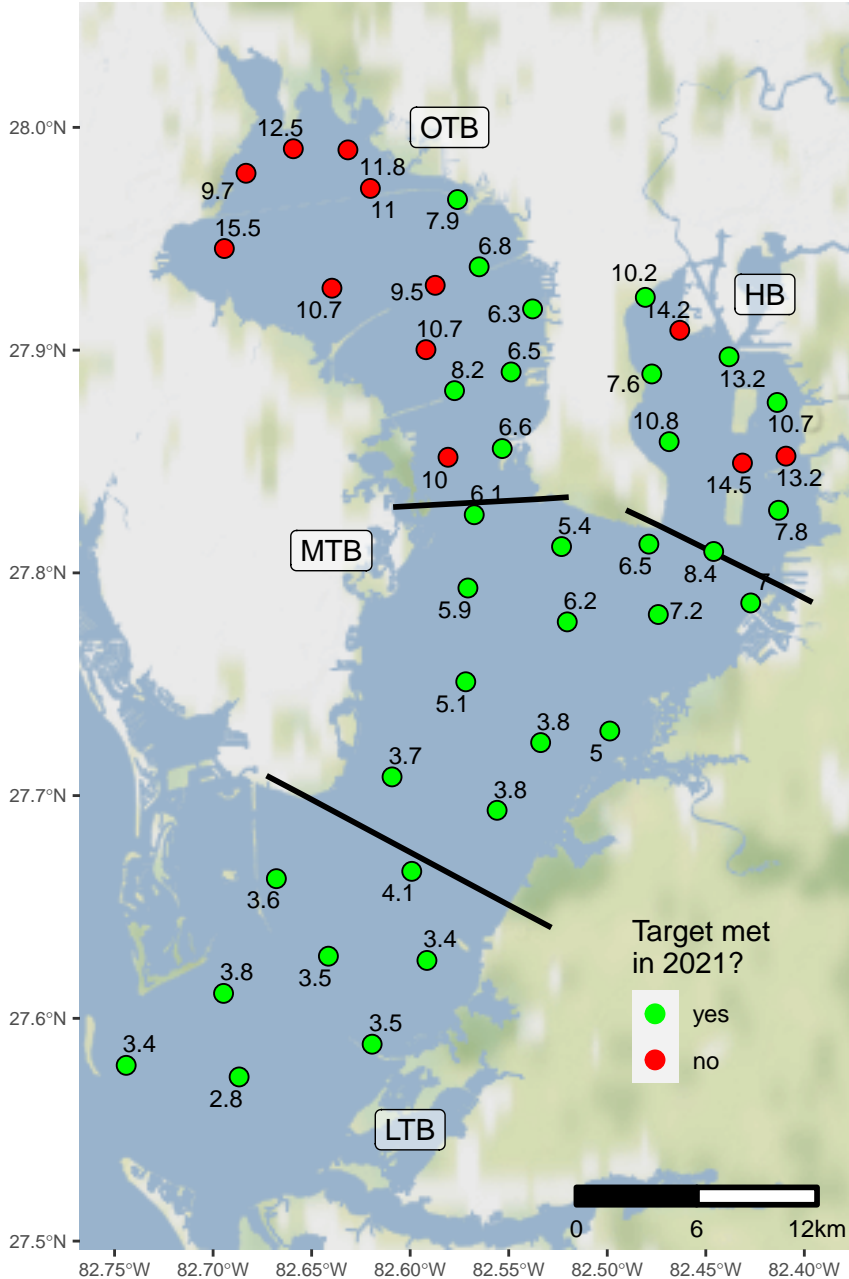 OTB
28.0°N
12.5
11.8
9.7
11
7.9
15.5
6.8
10.2
HB
9.5
14.2
10.7
6.3
10.7
27.9°N
6.5
13.2
8.2
7.6
10.7
6.6
10.8
10
14.5
13.2
6.1
7.8
5.4
MTB
6.5
8.4
7
27.8°N
5.9
6.2
7.2
5.1
3.8
5
3.7
3.8
27.7°N
4.1
3.6
Target met
in 2021?
3.4
3.5
3.8
yes
27.6°N
3.5
3.4
no
2.8
LTB
0 6 12km
27.5°N
82.75°W 82.70°W 82.65°W 82.60°W 82.55°W 82.50°W 82.45°W 82.40°W